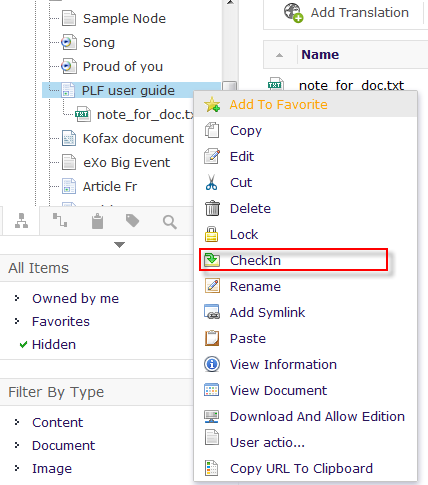 Sample Node
Song
Proud of you
PLF user guide
note_for_doc.tx
Kofax document
eXo Big Event
Article Fr
All Items
Owned by me
Favorites
Hidden
Filter By Type
Content
Document
Image
Add Translation
Name
note_for_doc.txt
Add To Favorite
Copy
Edit
Cut
Delete
Lock
CheckIn
Rename
Add Symlink
Paste
View Information
View Document
Download And Allow Edition
User actio...
Copy URL To Clipboard